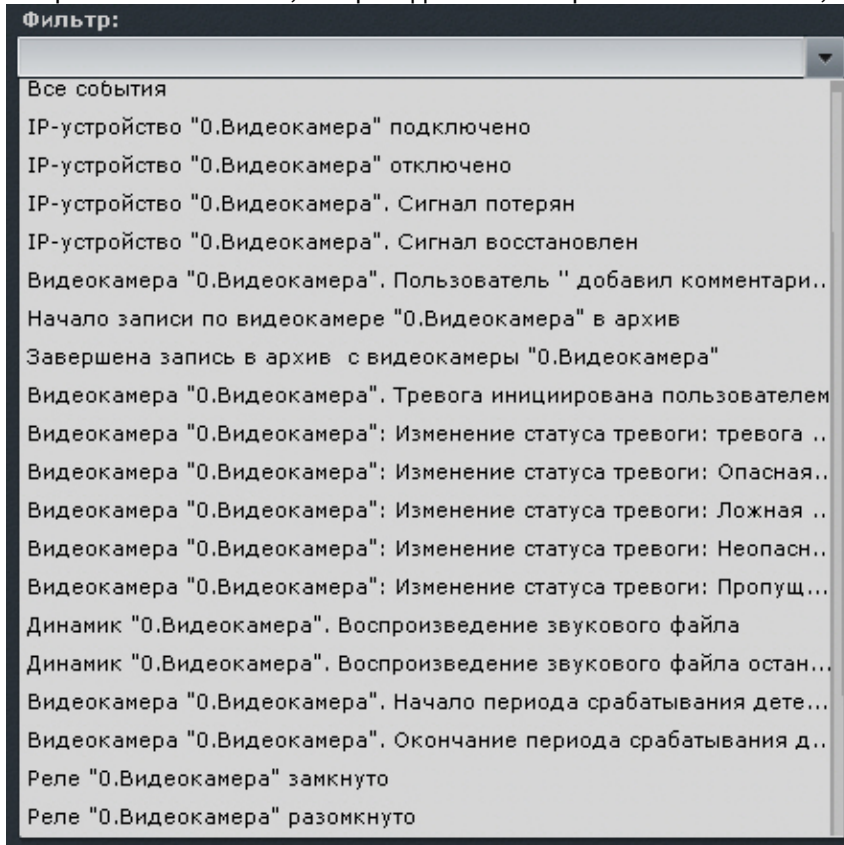 Фильтр:
Все события
IP-устройство "0.Видеокамера" подключено
IP-устройство "0.Видеокамера" отключено
IP-устройство "0.Видеокамера". Сигнал потерян
IP-устройство "0.Видеокамера". Сигнал восстановлен
Видеокамера "0.Видеокамера". Пользователь '' добавил комментари..
Начало записи по видеокамере "0.Видеокамера" в архив
Завершена запись в архив  с видеокамеры "0.Видеокамера"
Видеокамера "0.Видеокамера". Тревога инициирована пользователем
Видеокамера "0.Видеокамера": Изменение статуса тревоги: тревога ..
Видеокамера "0.Видеокамера": Изменение статуса тревоги: Опасная..
Видеокамера "0.Видеокамера": Изменение статуса тревоги: Ложная ..
Видеокамера "0.Видеокамера": Изменение статуса тревоги: Неопасн..
Видеокамера "0.Видеокамера": Изменение статуса тревоги: Пропущ...
Динамик "0.Видеокамера". Воспроизведение звукового файла
Динамик "0.Видеокамера". Воспроизведение звукового файла остан...
Видеокамера "0.Видеокамера". Начало периода срабатывания дете...
Видеокамера "0.Видеокамера". Окончание периода срабатывания д..
Реле "0.Видеокамера" замкнуто
Реле "0.Видеокамера" разомкнуто